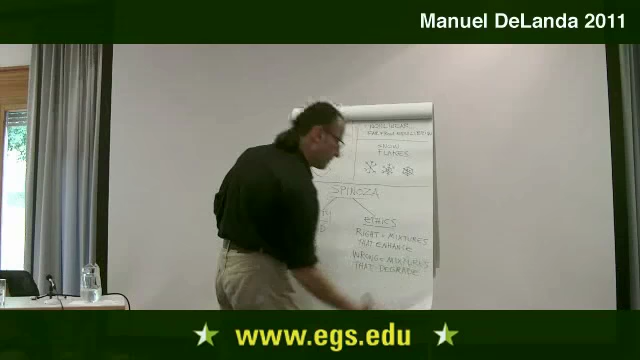 Manuel DeLanda 2011
SNOW
FLAKES
SPINOZA
ETHICS
RIGHT = MIXTURES
THAT ENHANCE
WRONG = MIXTURES
THAT DEGRADE
www.egs.edu